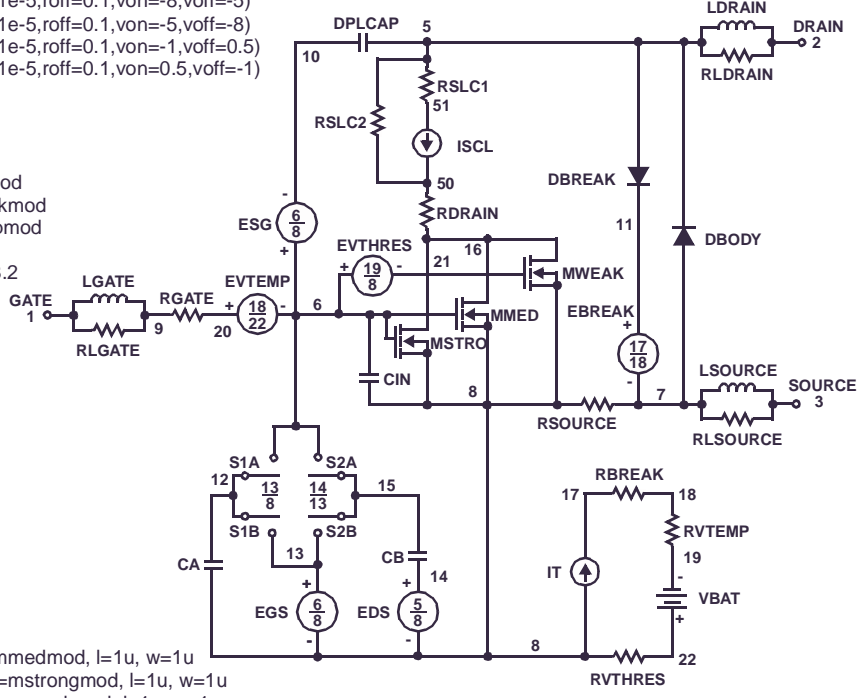 1e-5,roff=0.1,von=-8,voff=-5)
1e-5,roff=0.1,von=-5,voff=-8)
1e-5,roff=0.1,von=-1,voff=0.5)
1e-5,roff=0.1,von=0.5,voff=-1)
LDRAIN
DPLCAP
5
DRAIN
2
10
RLDRAIN
RSLC1
51
RSLC2
ISCL
50
DBREAK
RDRAIN
ESG
-
6
8
+
11
DBODY
16
EVTHRES
21
+
19
8
-
MWEAK
LGATE
EVTEMP
GATE
1
RGATE
+
18
22
-
6
MMED
EBREAK
+
17
18
-
9
20
RLGATE
MSTRO
CIN
8
7
LSOURCE
SOURCE
3
RSOURCE
RLSOURCE
S1A
S2A
12
13
8
14
13
15
S1B
S2B
13
CA
CB
14
+
EGS
6
8
-
+
EDS
5
8
-
RBREAK
17
18
RVTEMP
19
IT
-
VBAT
+
8
22
RVTHRES
=mstrongmod, l=1u, w=1u